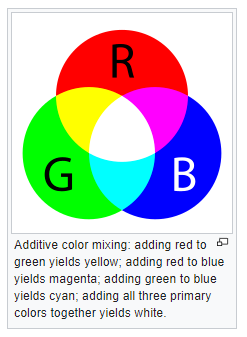 R
G B
Additive color mixing: adding red to
green yields yellow; adding red to blue
yields magenta; adding green to blue
yields cyan; adding all three primary
colors together yields white.